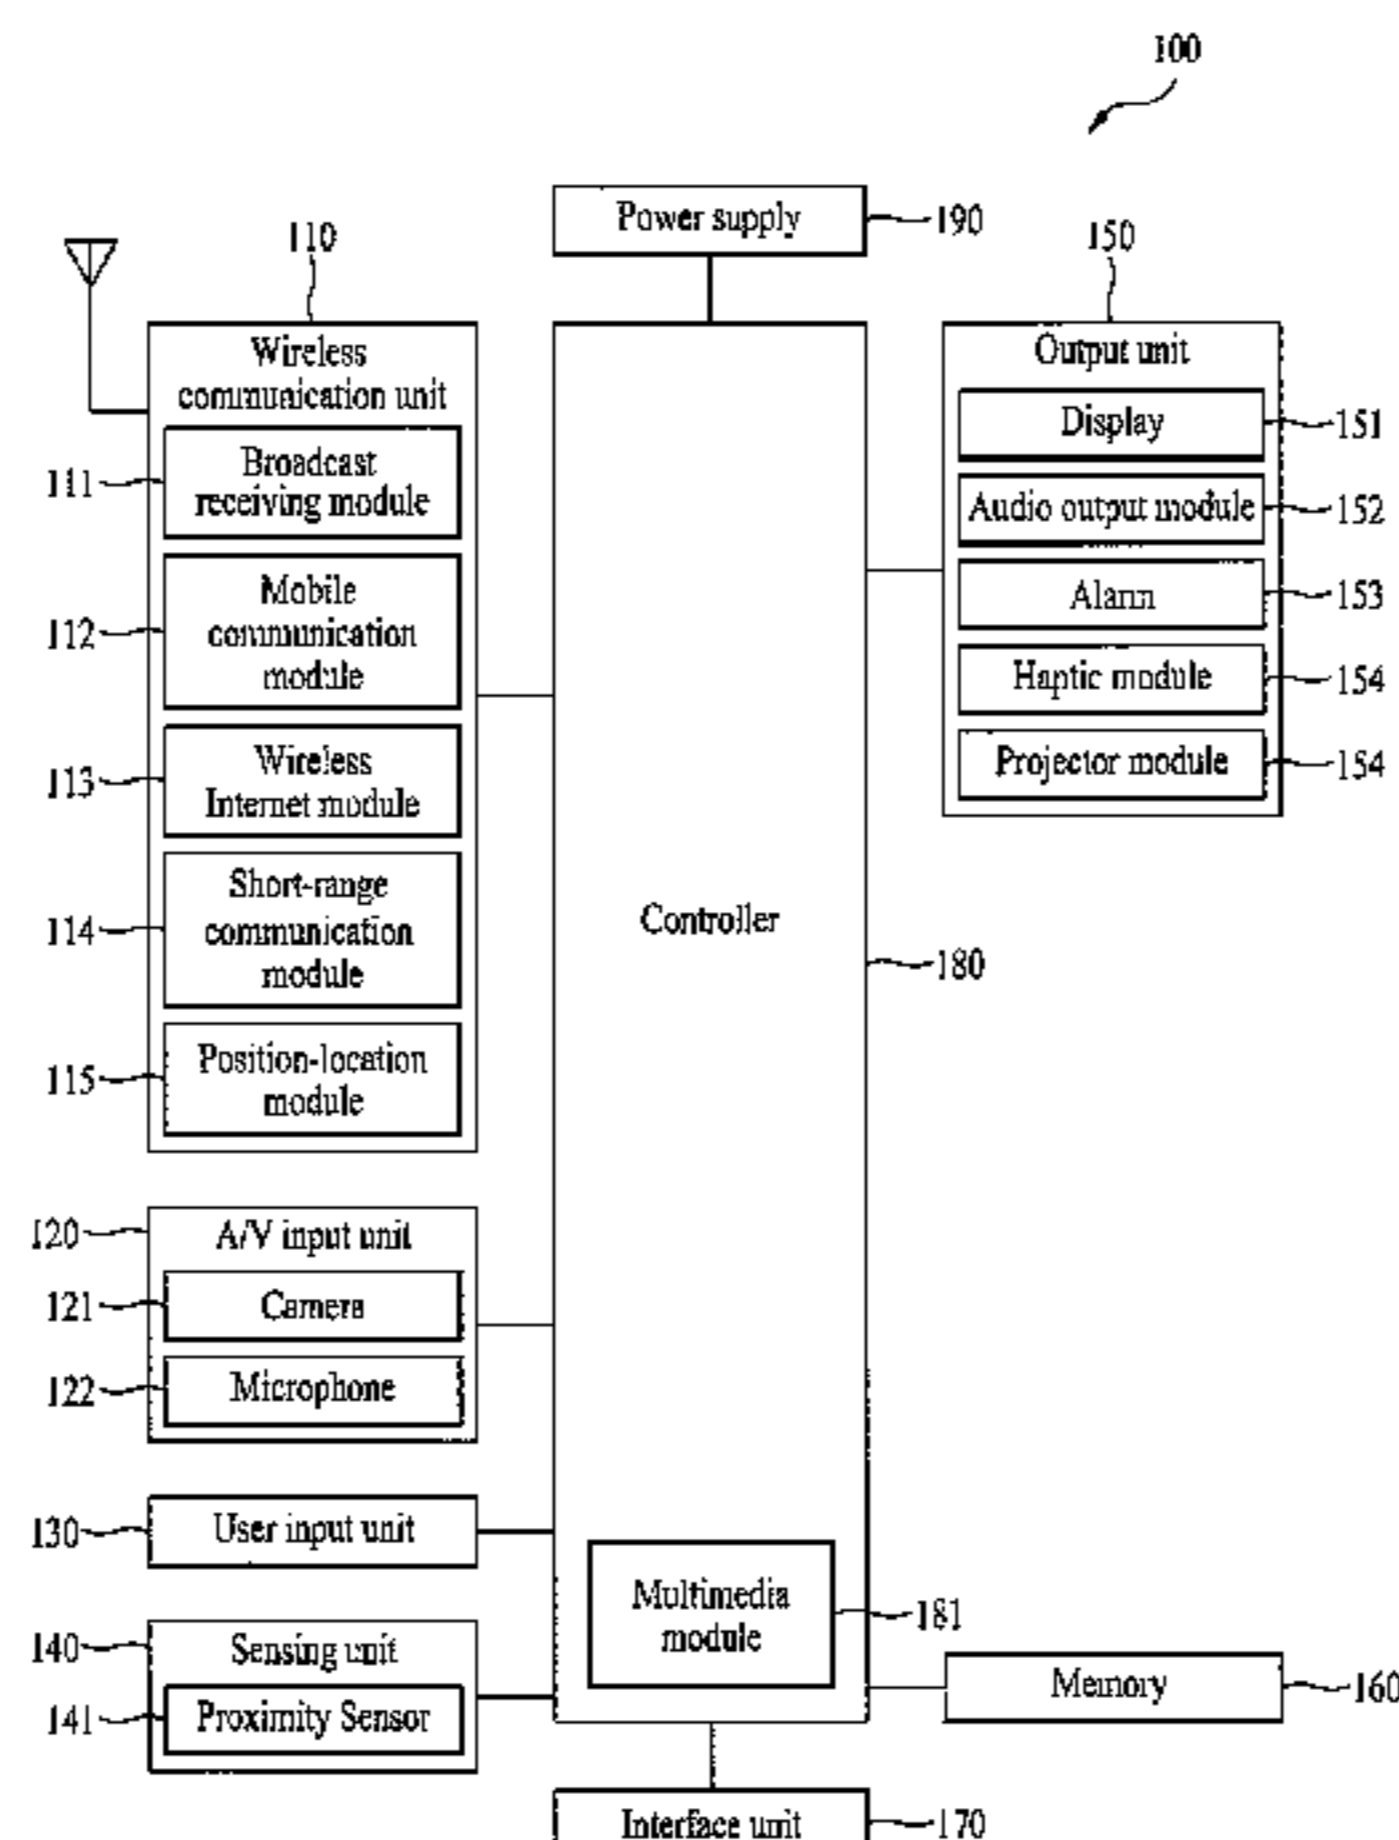 100
Power supply
190
110
150
Wireless
communication unit
Broadcast
receiving module
111
Mobile
communication
module
112
Wireless
Internet module
113
Short-range
communication
module
114
Position-location
module
115
120
A/V input unit
121
Camera
122
Microphone
130
User input unit
140
Sensing unit
141
Proximity Sensor
Controller
180
Multimedia
module
181
Output unit
Display
151
Audio output module
152
Alarm
153
Haptic module
154
Projector module
154
Memory
160
Interface unit
170